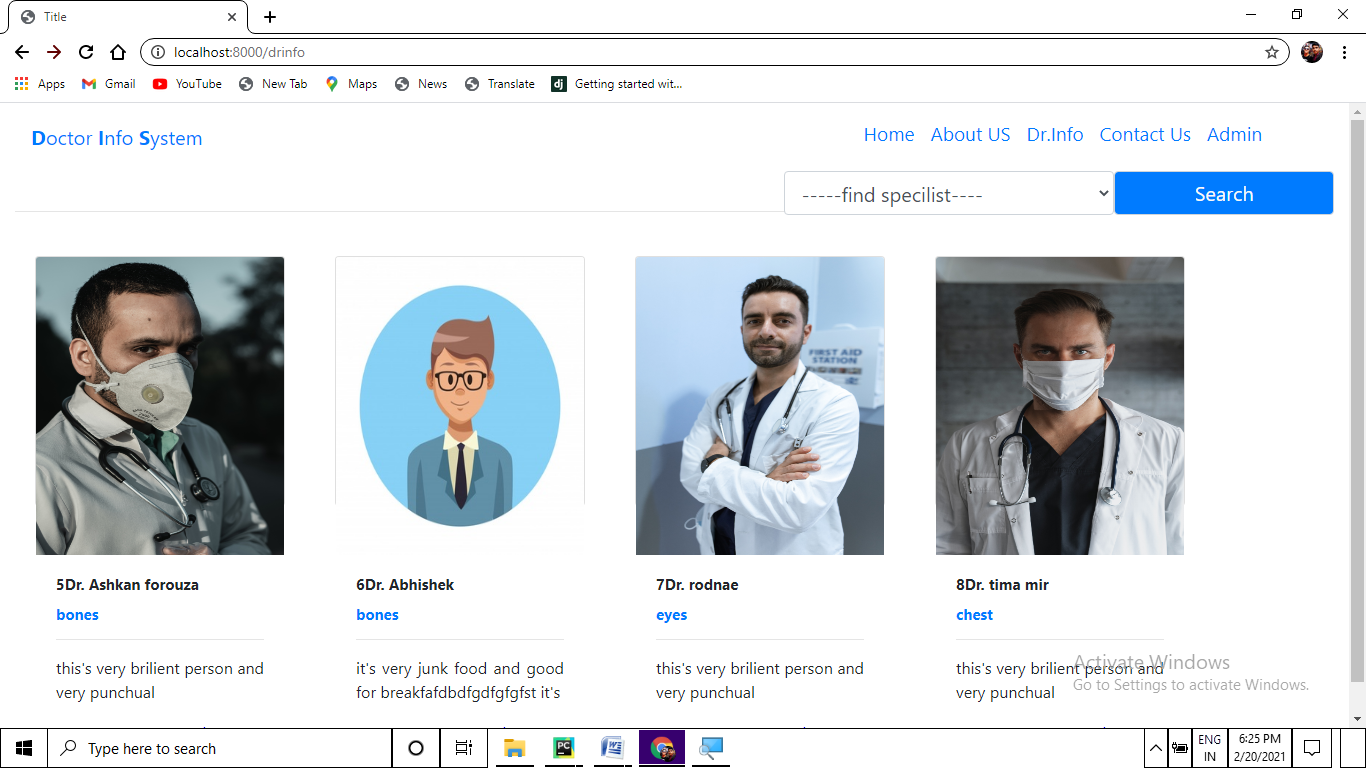 Title
localhost:8000/drinfo
Apps Gmail YouTube New Tab Maps News Translate Getting started wit...
Doctor Info System
Home About US Dr.Info Contact Us Admin
-----find specilist---- Search
FIRST AID
STATION
5Dr. Ashkan forouza
bones
this's very brilient person and
very punchual
6Dr. Abhishek
bones
it's very junk food and good
for breakfafdbdfgdfgfgfst it's
7Dr. rodnae
eyes
this's very brilient person and
very punchual
8Dr. tima mir
chest
this's very brilient person and
very punchual
Activate Windows
Go to Settings to activate Windows.
Type here to search
ENG
IN
6:25 PM
2/20/2021